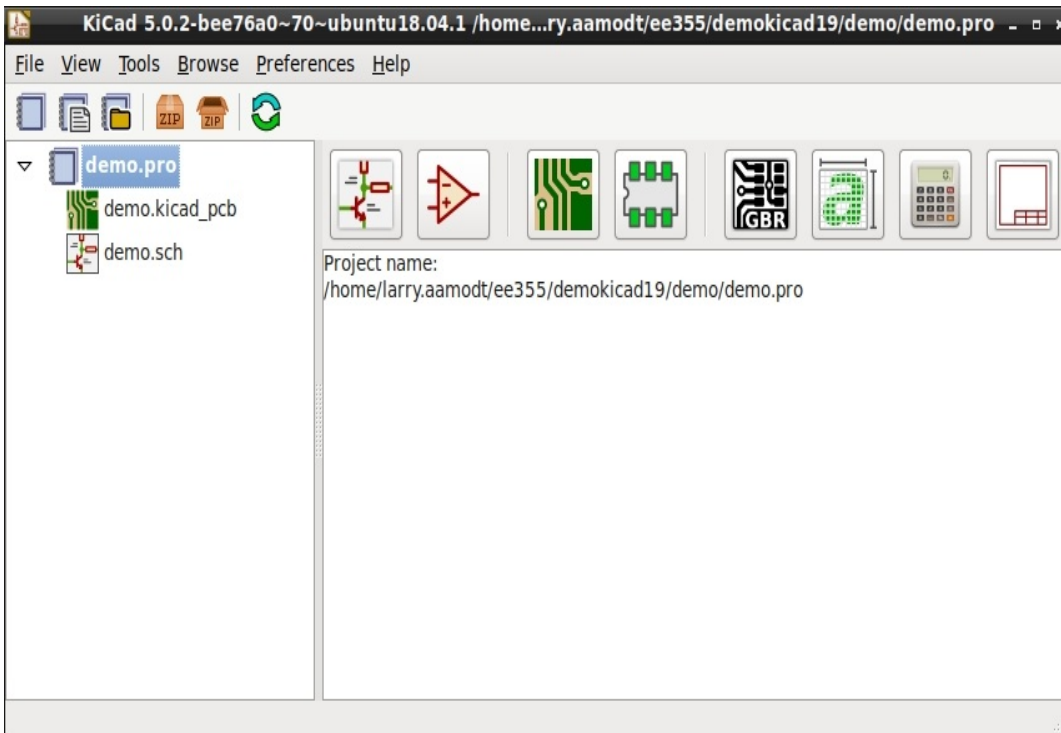 KiCad 5.0.2-bee76a0~70~ubuntu18.04.1 /home...ry.aamodt/ee355/demokicad19/demo/demo.pro
File View Tools Browse Preferences Help
ZIP ZIP
demo.pro
demo.kicad_pcb
demo.sch
GBR a 0.
Project name:
/home/larry.aamodt/ee355/demokicad19/demo/demo.pro